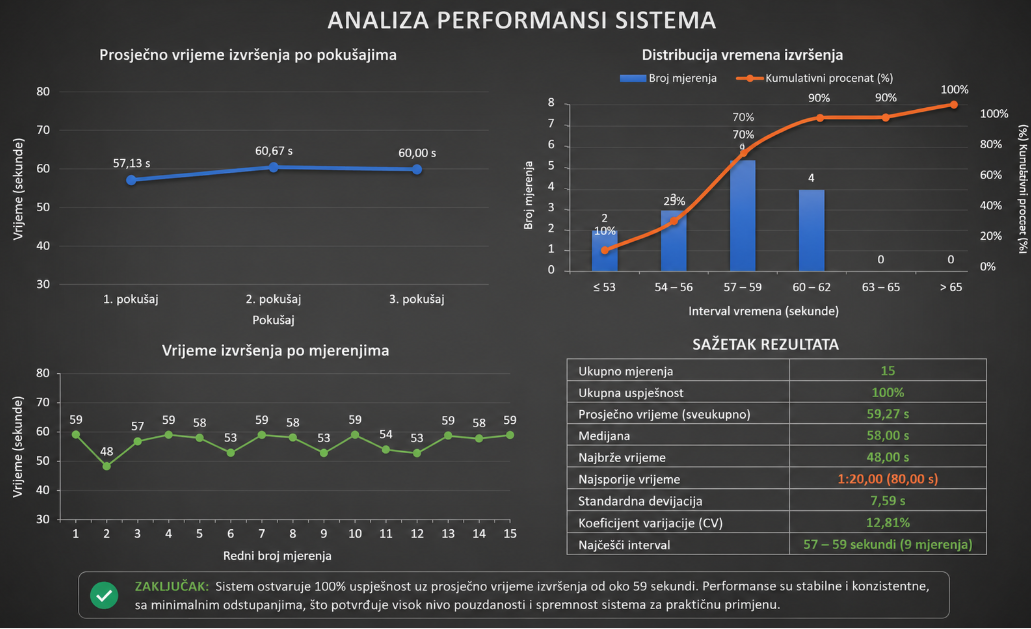 ANALIZA PERFORMANSI SISTEMA
Prosječno vrijeme izvršenja po pokušajima
Vrijeme (sekunde)
80
70
60
50
40
30
57,13 s
60,67 s
60,00 s
1. pokušaj
2. pokušaj
3. pokušaj
Pokušaj
Distribucija vremena izvršenja
Broj mjerenja
Kumulativni procenat (%)
Broj mjerenja
8
7
6
5
4
3
2
1
0
2
10%
3
25%
70%
70%
9
90%
4
90%
0
100%
0
100%
80%
60%
40%
20%
0%
≤ 53
54 – 56
57 – 59
60 – 62
63 – 65
> 65
Interval vremena (sekunde)
Vrijeme izvršenja po mjerenjima
Vrijeme (sekunde)
80
70
60
50
40
30
59
48
57
59
58
53
59
58
53
59
54
53
59
58
59
1
2
3
4
5
6
7
8
9
10
11
12
13
14
15
Redni broj mjerenja
SAŽETAK REZULTATA
Ukupno mjerenja 15
Ukupna uspješnost 100%
Prosječno vrijeme (sveukupno) 59,27 s
Medijana 58,00 s
Najbrže vrijeme 48,00 s
Najsporije vrijeme 1:20,00 (80,00 s)
Standardna devijacija 7,59 s
Koeficijent varijacije (CV) 12,81%
Najčešći interval 57 – 59 sekundi (9 mjerenja)
ZAKLJUČAK: Sistem ostvaruje 100% uspješnost uz prosječno vrijeme izvršenja od oko 59 sekundi. Performanse su stabilne i konzistentne,
sa minimalnim odstupanjima, što potvrđuje visok nivo pouzdanosti i spremnost sistema za praktičnu primjenu.